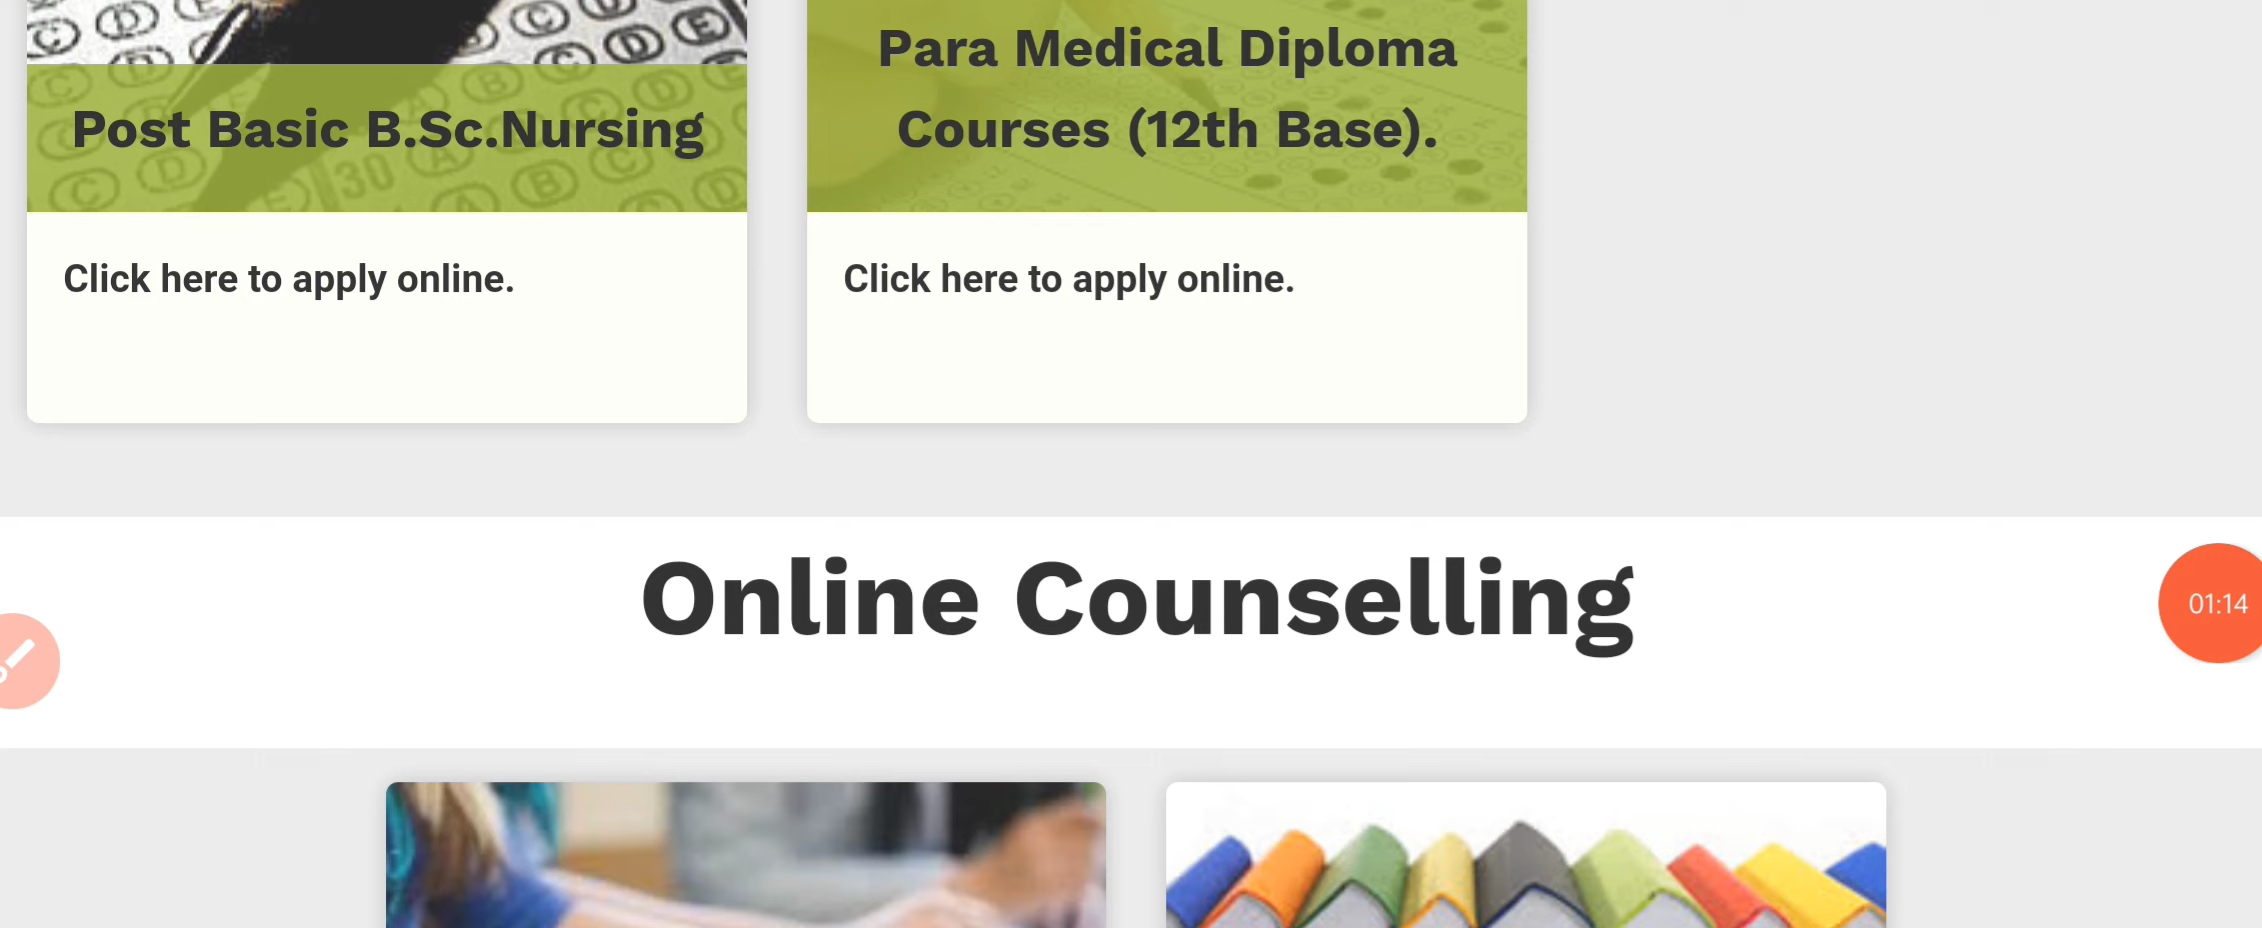 Post Basic B.Sc.Nursing
Click here to apply online.
Para Medical Diploma
Courses (12th Base).
Click here to apply online.
Online Counselling
01:14